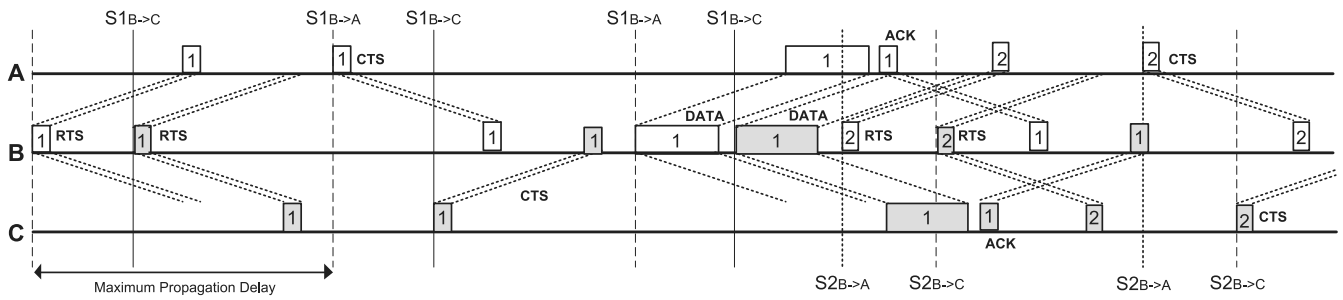 S1B->C S1B->A S1B->C S1B->A S1B->C
ACK
A 1 1 CTS 1 1 2 2 CTS
DATA DATA
B 1 RTS 1 RTS 1 1 1 1 2 RTS 2 RTS 1 1 2
CTS
C 1 1 1 1 2 2 CTS
ACK
Maximum Propagation Delay
S2B->A S2B->C S2B->A S2B->C